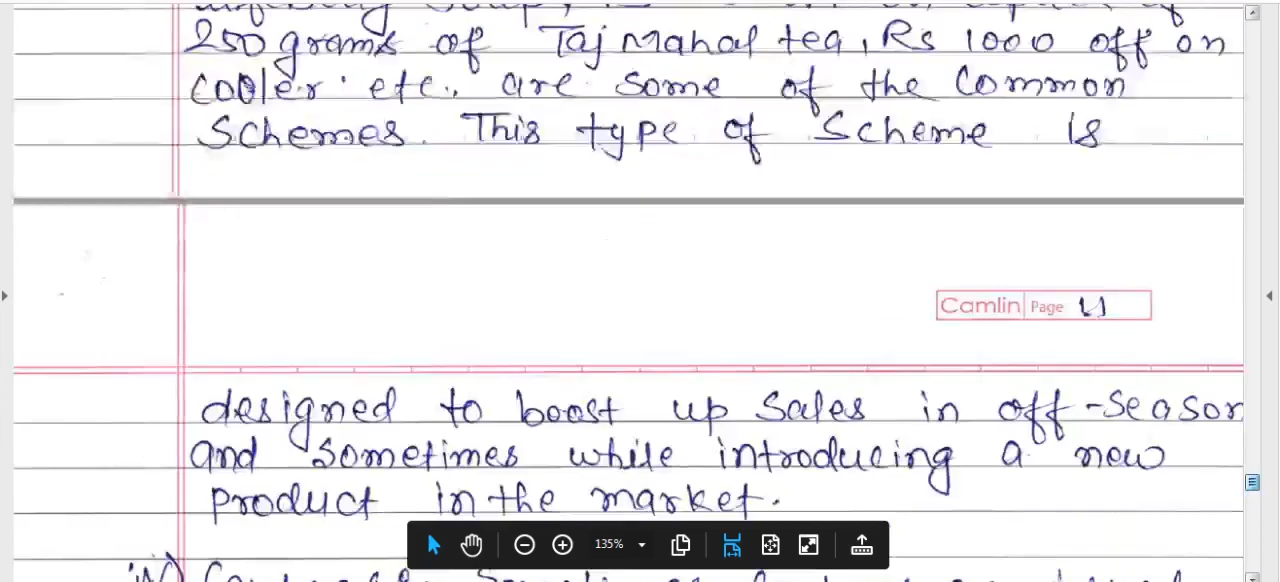 250 grams of Taj Mahal tea, Rs 1000 off on
cooler etc., are some of the Common
Schemes. This type of Scheme is
Camlin Page 4
designed to boost up sales in off-season
and sometimes while introducing a new
product in the market.
135%